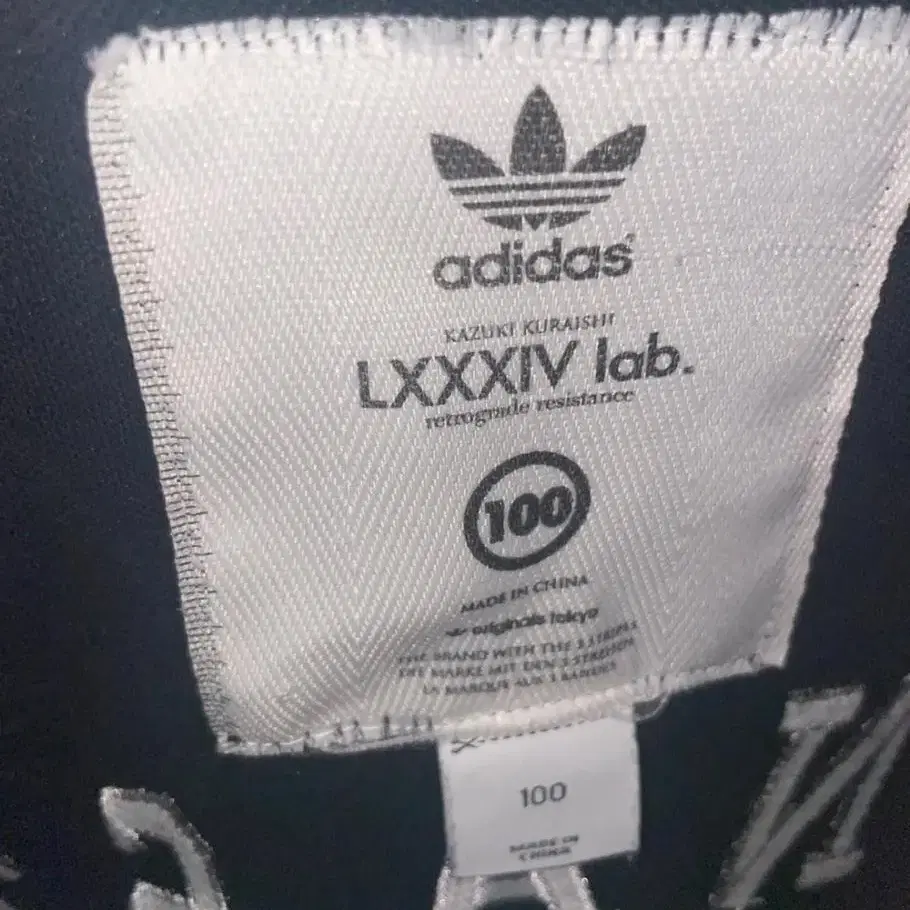 adidas
KAZUKI KURAISHI
LXXXIV lab.
retrograde resistance
100
MADE IN CHINA
originals tokyo
THE BRAND WITH THE 3 STRIPES
DIE MARKE MIT DEN 3 STREIFEN
LA MARQUE AUX 3 BANDES
100
MADE IN
CHINA